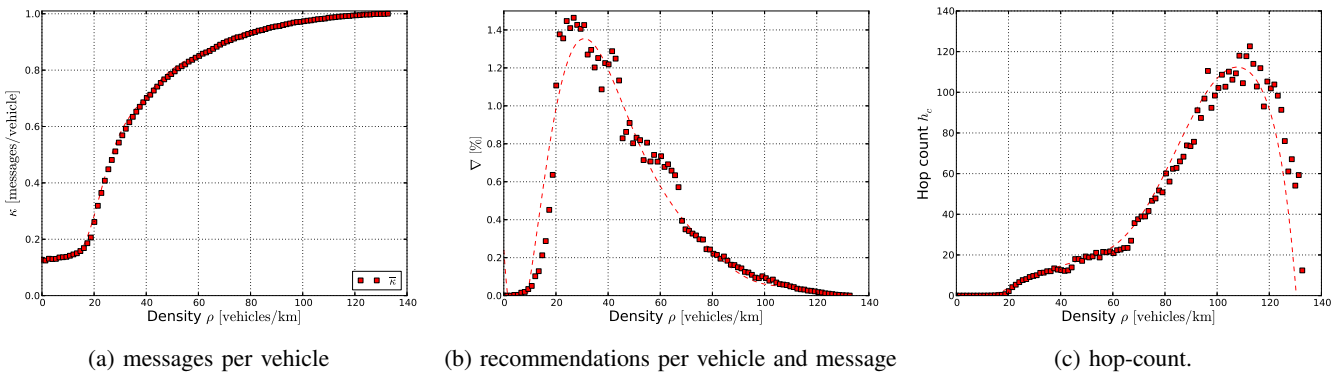 1.0
0.8
0.6
0.4
0.2
0.0
0 20 40 60 80 100 120 140
κ [messages/vehicle]
Density ρ [vehicles/km]
κ̅
(a) messages per vehicle
1.4
1.2
1.0
0.8
0.6
0.4
0.2
0.0
0 20 40 60 80 100 120 140
∇ [%]
Density ρ [vehicles/km]
(b) recommendations per vehicle and message
140
120
100
80
60
40
20
0
0 20 40 60 80 100 120 140
Hop count h_c
Density ρ [vehicles/km]
(c) hop-count.